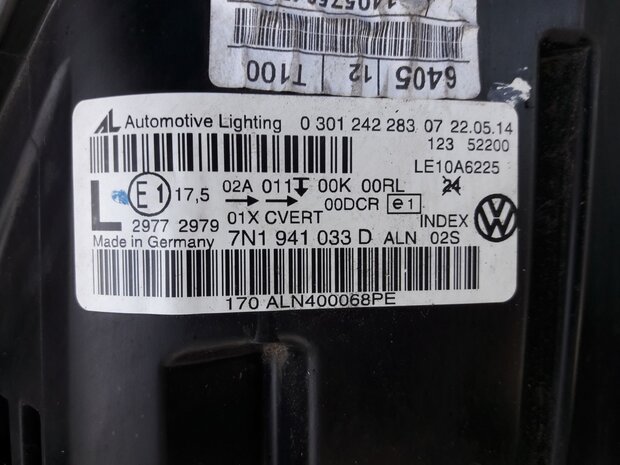 6405 12 T100
AL Automotive Lighting 0 301 242 283 07 22.05.14
123 52200
LE10A6225
L E1 17,5 02A 011 00K 00RL 24
00DCR e1
01X CVERT INDEX
2977 2979
Made in Germany 7N1 941 033 D ALN 02S
170 ALN400068PE